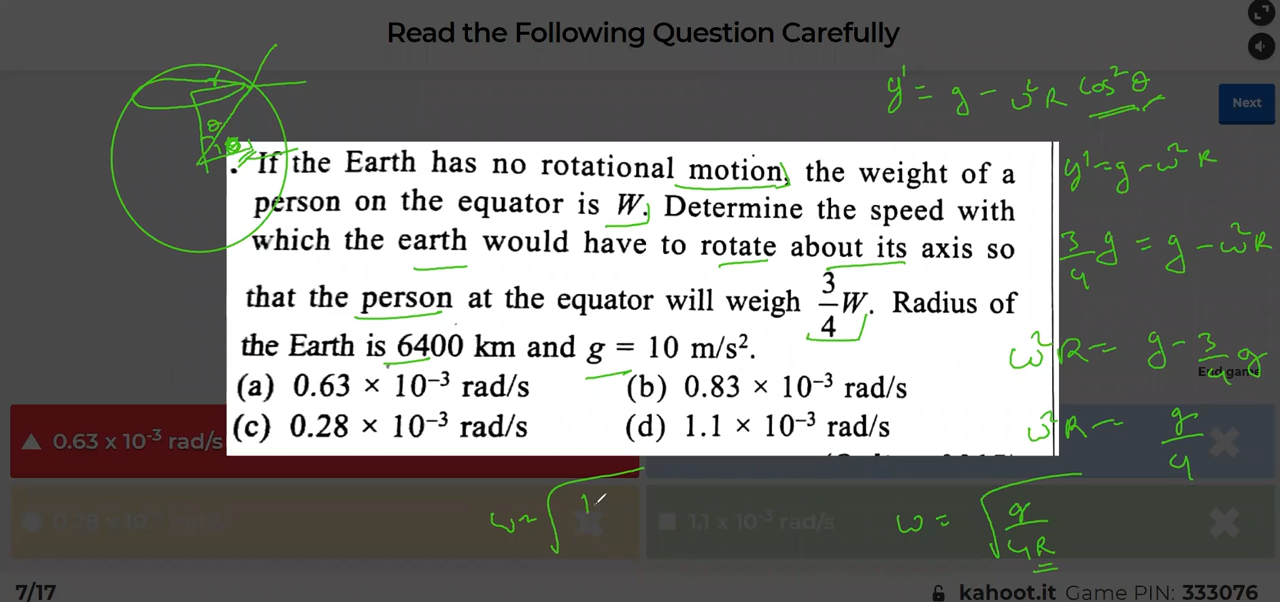 Read the Following Question Carefully
Next
y' = g - ω²R cos²θ
. If the Earth has no rotational motion, the weight of a
person on the equator is W. Determine the speed with
which the earth would have to rotate about its axis so
that the person at the equator will weigh 3/4 W. Radius of
the Earth is 6400 km and g = 10 m/s².
(a) 0.63 × 10⁻³ rad/s
(b) 0.83 × 10⁻³ rad/s
(c) 0.28 × 10⁻³ rad/s
(d) 1.1 × 10⁻³ rad/s
θ
y' = g - ω²R
3/4 g = g - ω²R
ω²R = g - 3/4 g
ω²R = g/4
ω = √g/4R
ω = √1
End game
0.63 x 10⁻³ rad/s
1.1 x 10⁻³ rad/s
7/17
kahoot.it Game PIN: 333076